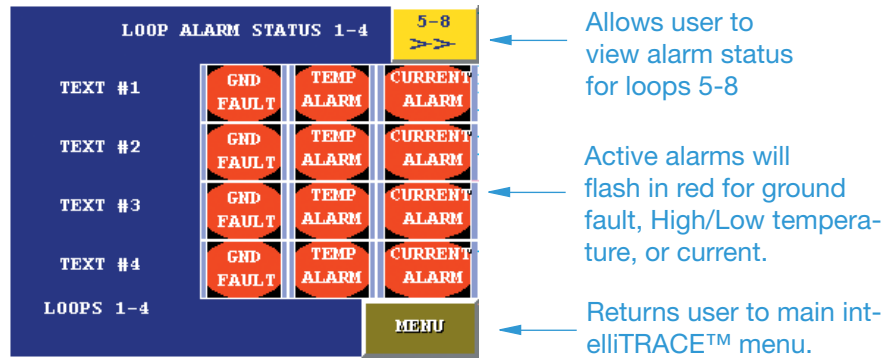 LOOP ALARM STATUS 1-4
5-8
>>
Allows user to
view alarm status
for loops 5-8
TEXT #1
GND
FAULT
TEMP
ALARM
CURRENT
ALARM
TEXT #2
GND
FAULT
TEMP
ALARM
CURRENT
ALARM
Active alarms will
flash in red for ground
fault, High/Low tempera-
ture, or current.
TEXT #3
GND
FAULT
TEMP
ALARM
CURRENT
ALARM
TEXT #4
GND
FAULT
TEMP
ALARM
CURRENT
ALARM
LOOPS 1-4
MENU
Returns user to main int-
elliTRACE™ menu.